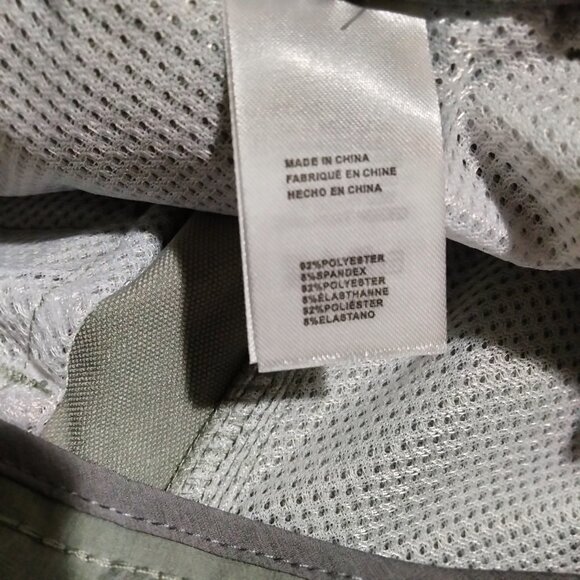 MADE IN CHINA
FABRIQUÉ EN CHINE
HECHO EN CHINA
92%POLYESTER
8%SPANDEX
92%POLYESTER
8%ÉLASTHANNE
92%POLIÉSTER
8%ELASTANO